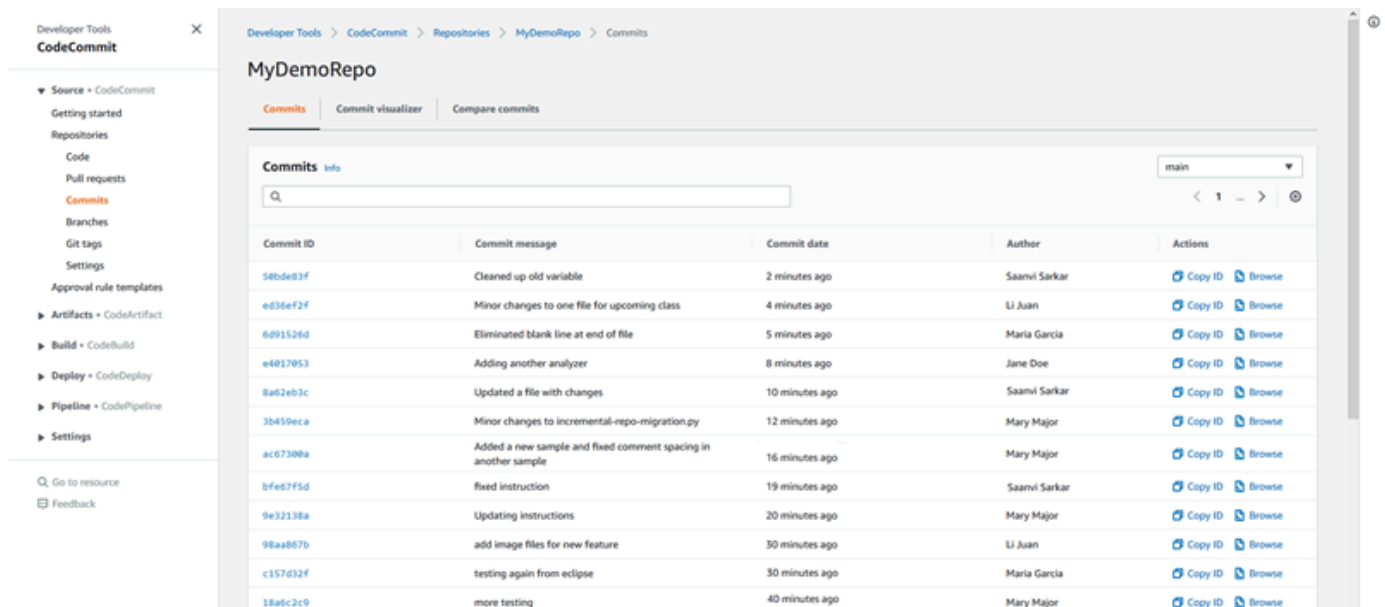 Developer Tools
CodeCommit
Source • CodeCommit
Getting started
Repositories
Code
Pull requests
Commits
Branches
Git tags
Settings
Approval rule templates
Artifacts • CodeArtifact
Build • CodeBuild
Deploy • CodeDeploy
Pipeline • CodePipeline
Settings
Go to resource
Feedback
Developer Tools > CodeCommit > Repositories > MyDemoRepo > Commits
MyDemoRepo
Commits Commit visualizer Compare commits
Commits Info main
< 1 ... >
Commit ID Commit message Commit date Author Actions
50bde83f Cleaned up old variable 2 minutes ago Saanvi Sarkar Copy ID Browse
ed36ef2f Minor changes to one file for upcoming class 4 minutes ago Li Juan Copy ID Browse
6d91526d Eliminated blank line at end of file 5 minutes ago Maria Garcia Copy ID Browse
e4017053 Adding another analyzer 8 minutes ago Jane Doe Copy ID Browse
8a62eb3c Updated a file with changes 10 minutes ago Saanvi Sarkar Copy ID Browse
3b459eca Minor changes to incremental-repo-migration.py 12 minutes ago Mary Major Copy ID Browse
Added a new sample and fixed comment spacing in
ac67300a another sample 16 minutes ago Mary Major Copy ID Browse
bfe67f5d fixed instruction 19 minutes ago Saanvi Sarkar Copy ID Browse
9e32138a Updating instructions 20 minutes ago Mary Major Copy ID Browse
98aa867b add image files for new feature 30 minutes ago Li Juan Copy ID Browse
c157d32f testing again from eclipse 30 minutes ago Maria Garcia Copy ID Browse
18a6c2c9 more testing 40 minutes ago Mary Major Copy ID Browse